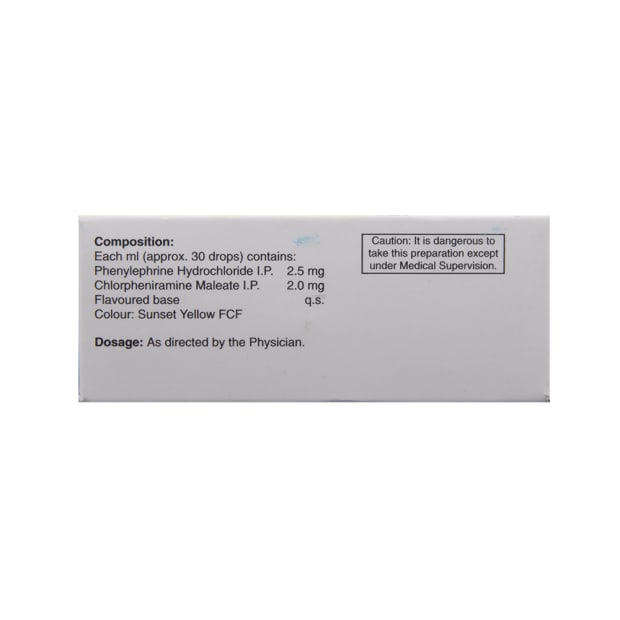 Composition:
Each ml (approx. 30 drops) contains:
Phenylephrine Hydrochloride I.P. 2.5 mg
Chlorpheniramine Maleate I.P. 2.0 mg
Flavoured base q.s.
Colour: Sunset Yellow FCF
Dosage: As directed by the Physician.
Caution: It is dangerous to
take this preparation except
under Medical Supervision.